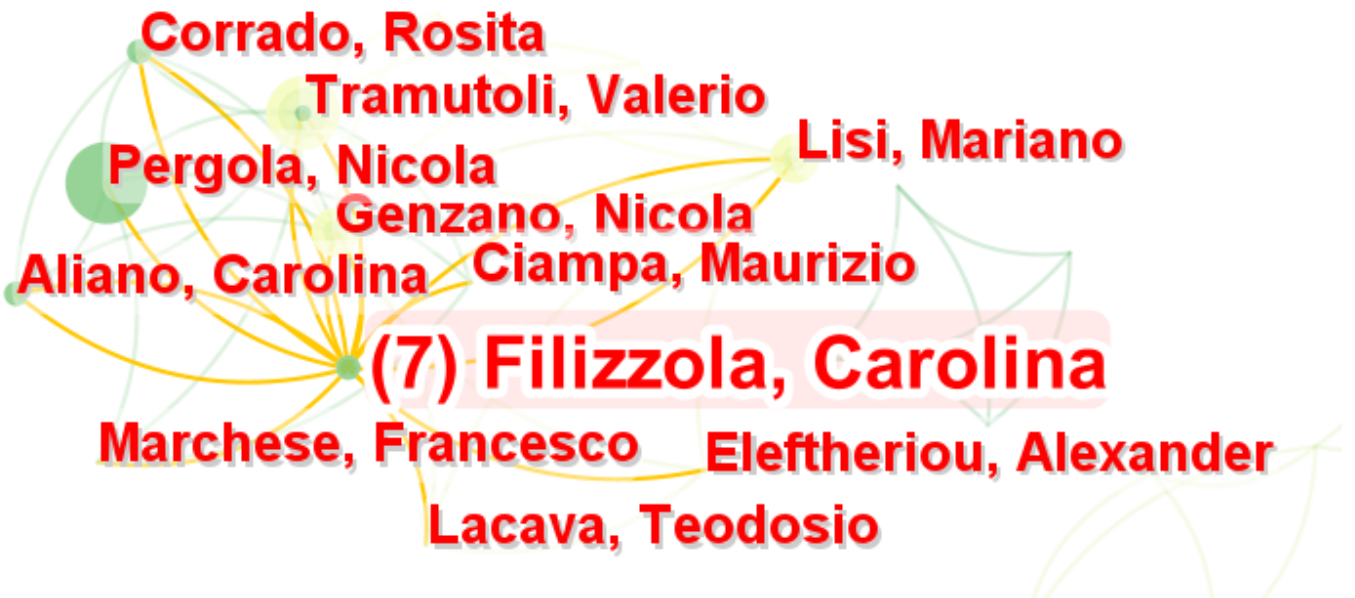 Corrado, Rosita
Tramutoli, Valerio
Lisi, Mariano
Pergola, Nicola
Genzano, Nicola
Ciampa, Maurizio
Aliano, Carolina
(7) Filizzola, Carolina
Marchese, Francesco
Eleftheriou, Alexander
Lacava, Teodosio